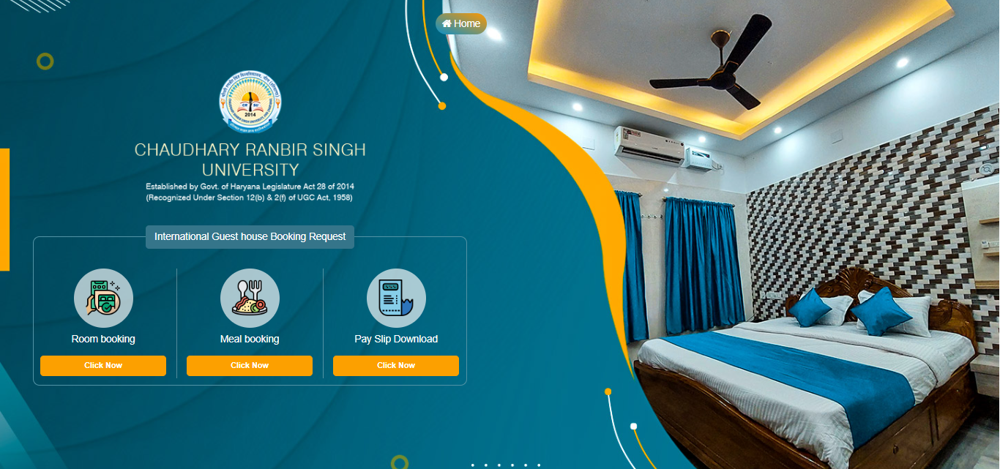 Home
CRSU
2014
CHAUDHARY RANBIR SINGH
UNIVERSITY
Established by Govt. of Haryana Legislature Act 28 of 2014
(Recognized Under Section 12(b) & 2(f) of UGC Act, 1958)
International Guest house Booking Request
Room booking
Meal booking
Pay Slip Download
Click Now
Click Now
Click Now